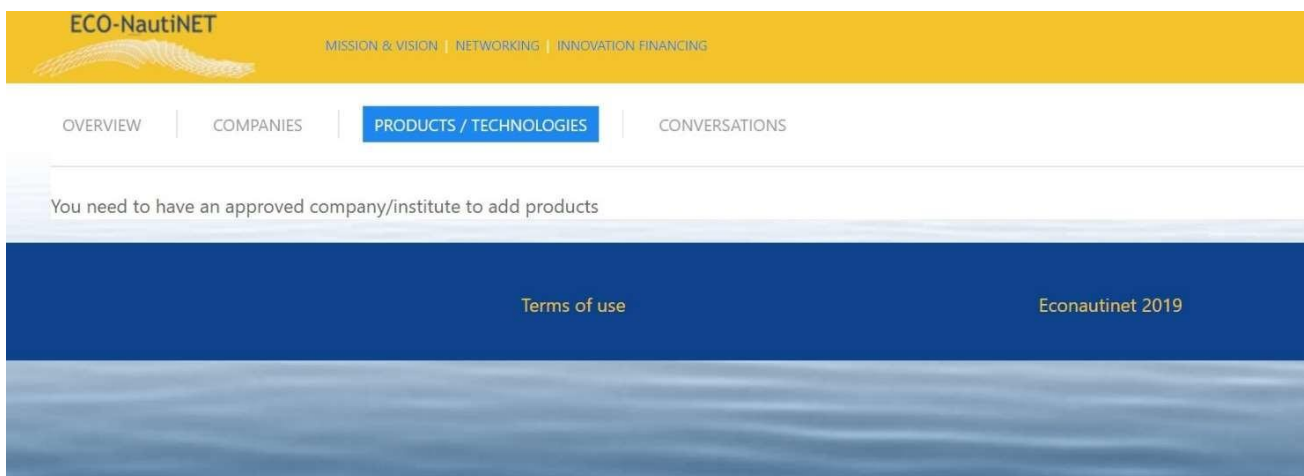 ECO-NautiNET
MISSION & VISION | NETWORKING | INNOVATION FINANCING
OVERVIEW COMPANIES PRODUCTS / TECHNOLOGIES CONVERSATIONS
You need to have an approved company/institute to add products
Terms of use Econautinet 2019